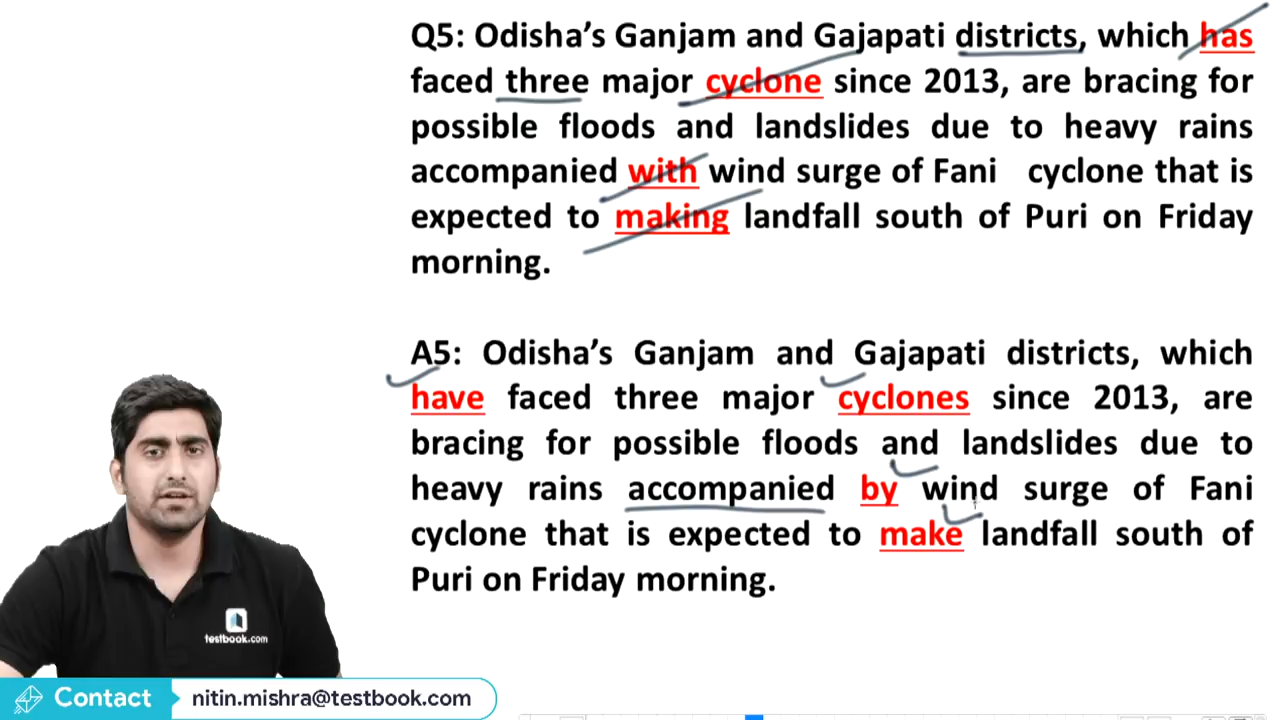 Q5: Odisha’s Ganjam and Gajapati districts, which has
faced three major cyclone since 2013, are bracing for
possible floods and landslides due to heavy rains
accompanied with wind surge of Fani cyclone that is
expected to making landfall south of Puri on Friday
morning.
A5: Odisha’s Ganjam and Gajapati districts, which
have faced three major cyclones since 2013, are
bracing for possible floods and landslides due to
heavy rains accompanied by wind surge of Fani
cyclone that is expected to make landfall south of
Puri on Friday morning.
testbook.com
Contact nitin.mishra@testbook.com